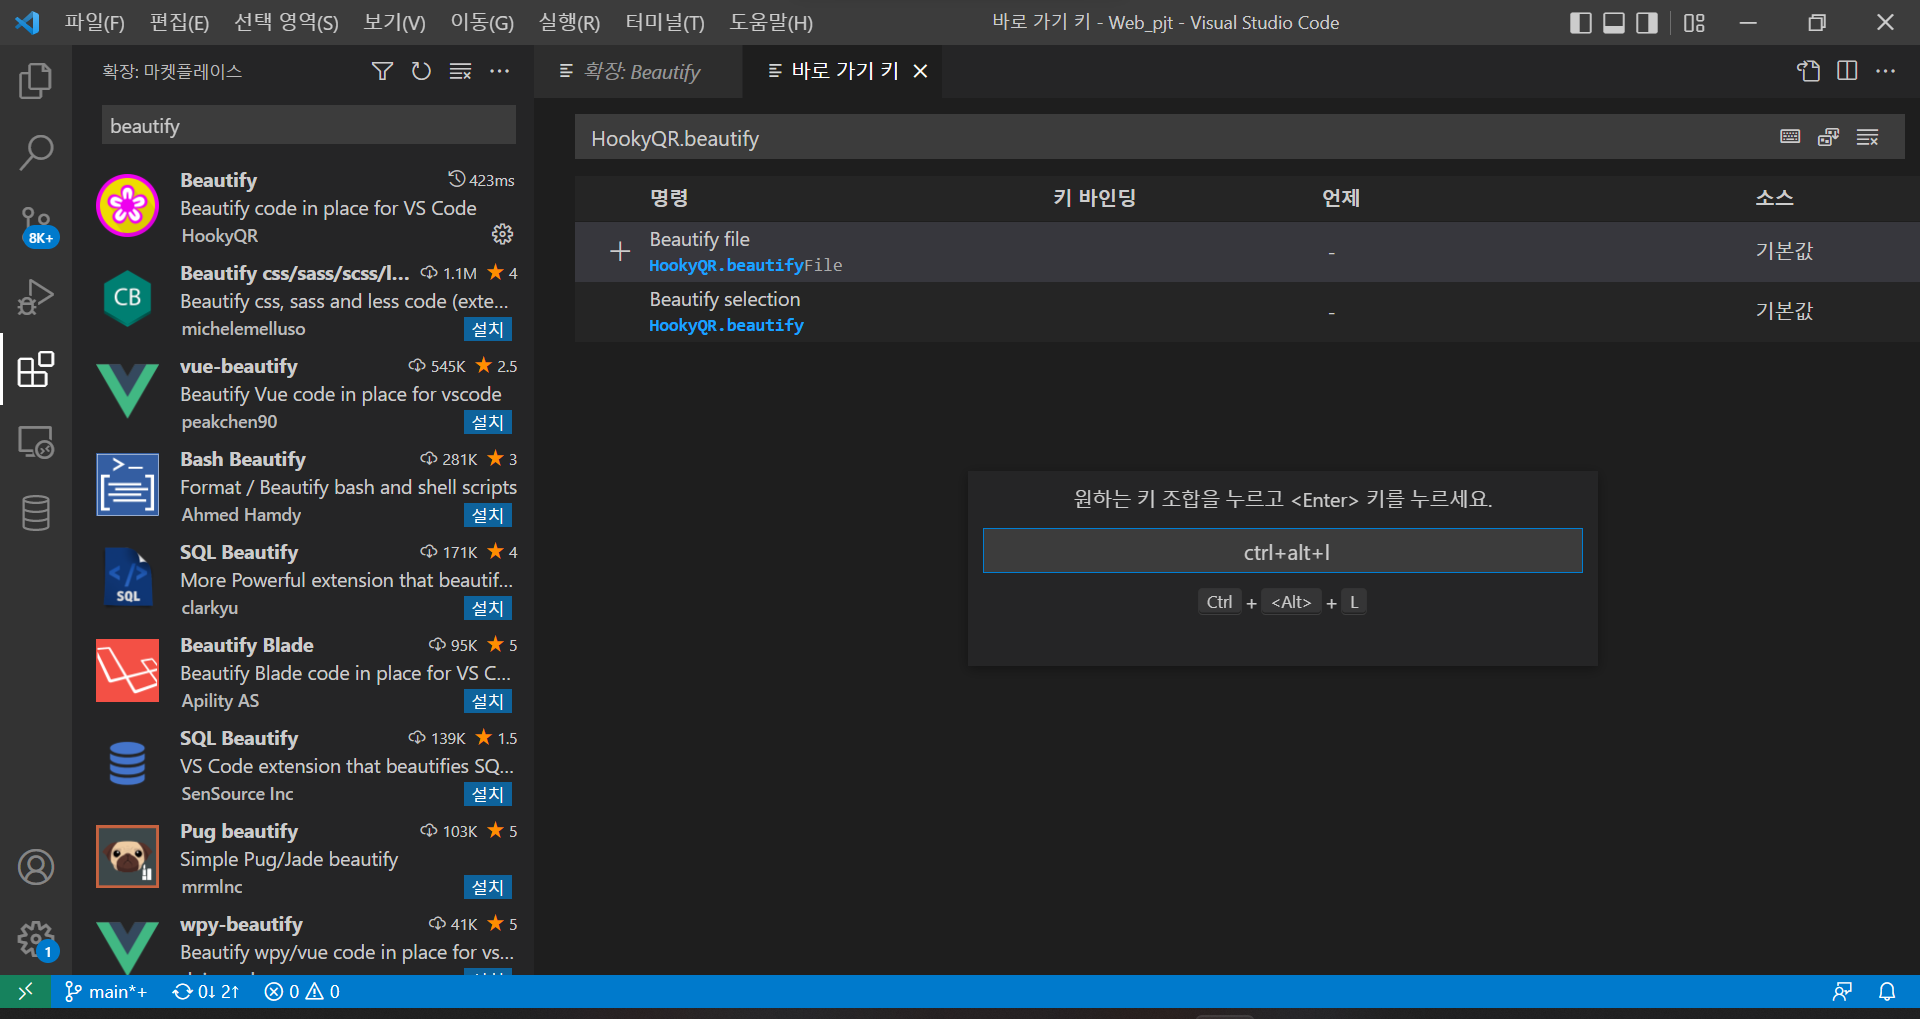 파일(F) 편집(E) 선택 영역(S) 보기(V) 이동(G) 실행(R) 터미널(T) 도움말(H)
바로 가기 키 - Web_pjt - Visual Studio Code
확장: 마켓플레이스
확장: Beautify
바로 가기 키
beautify
HookyQR.beautify
8K+
Beautify 423ms
Beautify code in place for VS Code
HookyQR
Beautify css/sass/scss/l... 1.1M 4
Beautify css, sass and less code (exte...
michelemelluso 설치
vue-beautify 545K 2.5
Beautify Vue code in place for vscode
peakchen90 설치
Bash Beautify 281K 3
Format / Beautify bash and shell scripts
Ahmed Hamdy 설치
SQL
SQL Beautify 171K 4
More Powerful extension that beautif...
clarkyu 설치
Beautify Blade 95K 5
Beautify Blade code in place for VS C...
Apility AS 설치
SQL Beautify 139K 1.5
VS Code extension that beautifies SQ...
SenSource Inc 설치
Pug beautify 103K 5
Simple Pug/Jade beautify
mrmlnc 설치
wpy-beautify 41K 5
Beautify wpy/vue code in place for vs...
CB
명령 키 바인딩 언제 소스
Beautify file
HookyQR.beautifyFile - 기본값
Beautify selection
HookyQR.beautify - 기본값
원하는 키 조합을 누르고 <Enter> 키를 누르세요.
ctrl+alt+l
Ctrl + <Alt> + L
1
main*+ 0↓ 2↑ 0 0